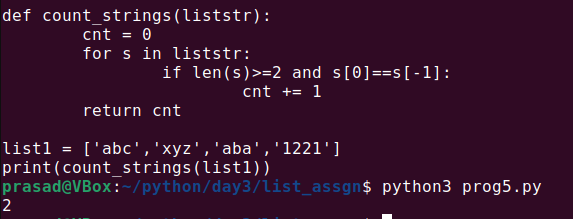 def count_strings(liststr):
        cnt = 0
        for s in liststr:
                if len(s)>=2 and s[0]==s[-1]:
                        cnt += 1
        return cnt

list1 = ['abc','xyz','aba','1221']
print(count_strings(list1))
prasad@VBox:~/python/day3/list_assgn$ python3 prog5.py
2